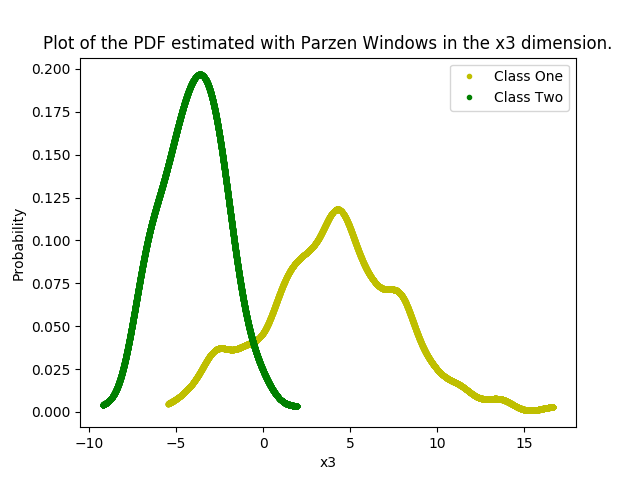 Plot of the PDF estimated with Parzen Windows in the x3 dimension.
Class One
Class Two
Probability
0.200
0.175
0.150
0.125
0.100
0.075
0.050
0.025
0.000
−10 −5 0 5 10 15
x3